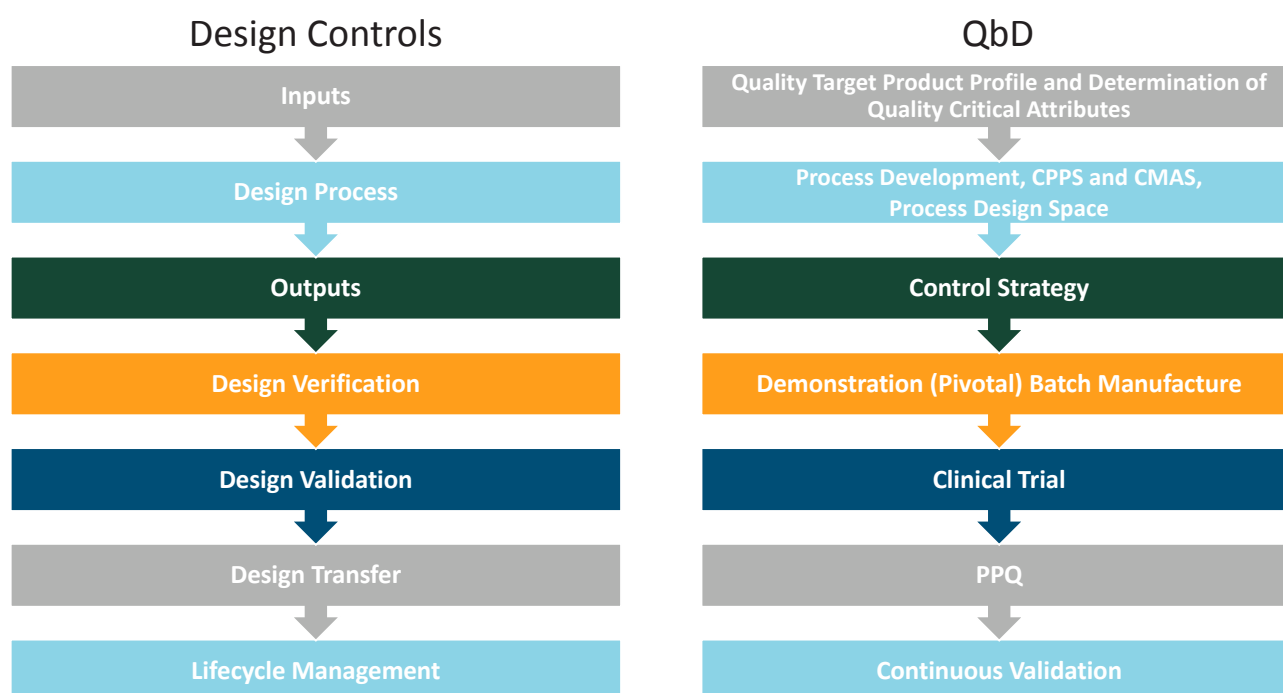 Design Controls
Inputs
Design Process
Outputs
Design Verification
Design Validation
Design Transfer
Lifecycle Management
QbD
Quality Target Product Profile and Determination of
Quality Critical Attributes
Process Development, CPPS and CMAS,
Process Design Space
Control Strategy
Demonstration (Pivotal) Batch Manufacture
Clinical Trial
PPQ
Continuous Validation